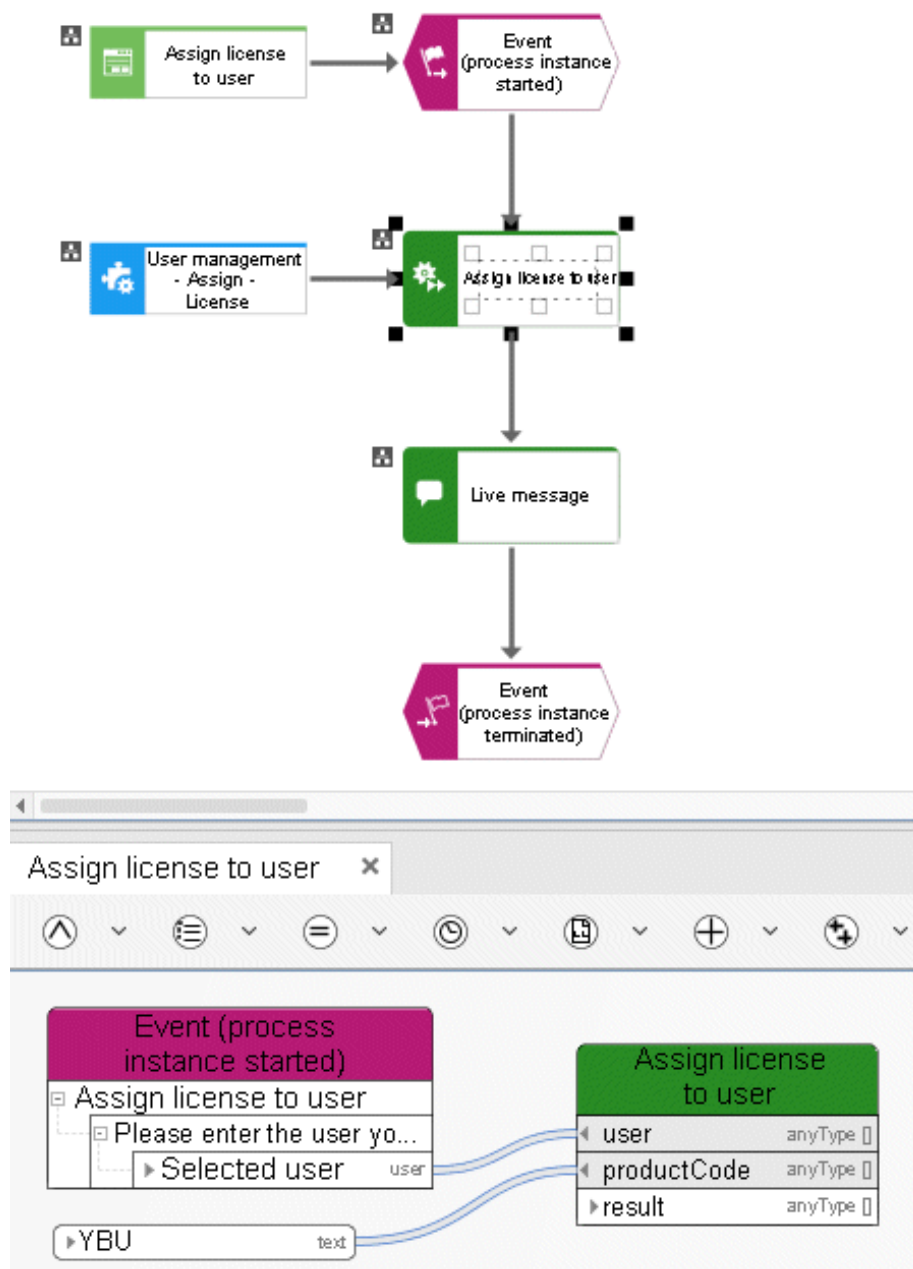 Assign license
to user
Event
(process instance
started)
User management
- Assign -
License
Assign license to user
Live message
Event
(process instance
terminated)
Assign license to user ×
Event (process
instance started)
Assign license to user
Please enter the user yo...
Selected user user
YBU text
Assign license
to user
user anyType []
productCode anyType []
result anyType []